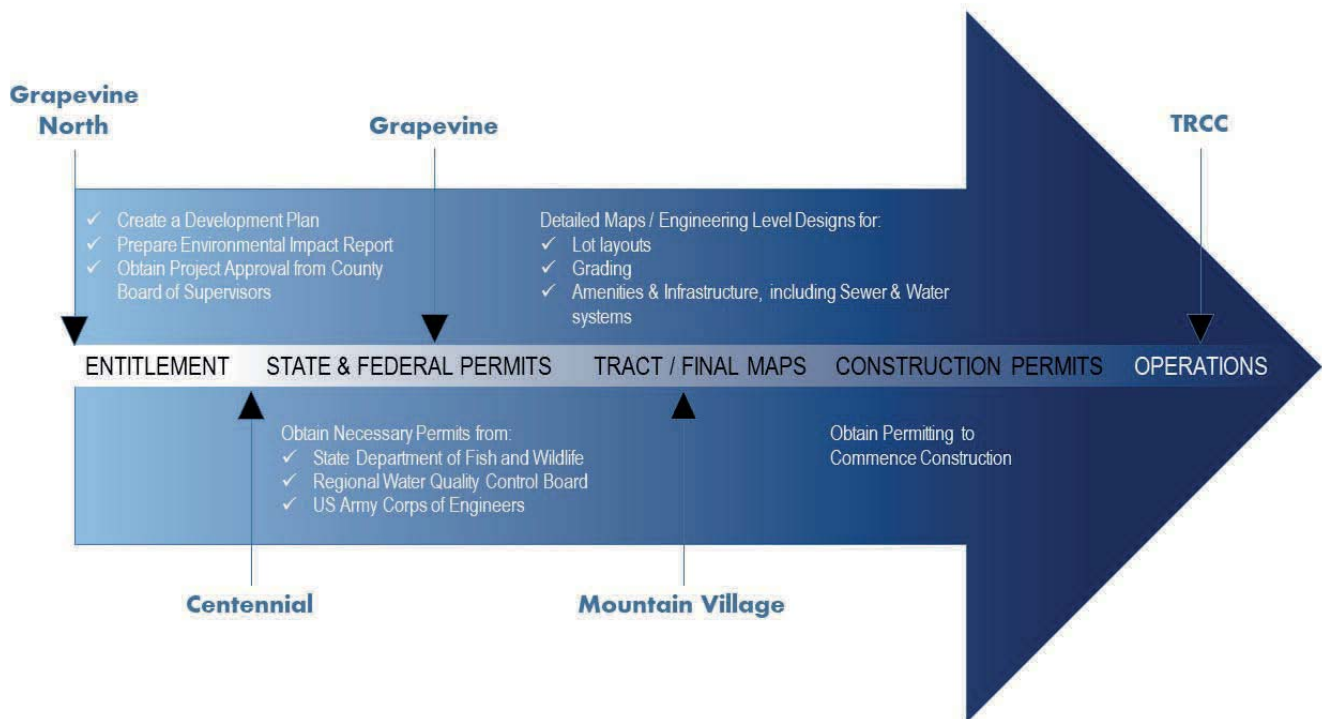 Grapevine
North
Grapevine
TRCC
✓ Create a Development Plan
✓ Prepare Environmental Impact Report
✓ Obtain Project Approval from County
Board of Supervisors
Detailed Maps / Engineering Level Designs for:
✓ Lot layouts
✓ Grading
✓ Amenities & Infrastructure, including Sewer & Water
systems
ENTITLEMENT STATE & FEDERAL PERMITS TRACT / FINAL MAPS CONSTRUCTION PERMITS OPERATIONS
Obtain Necessary Permits from:
✓ State Department of Fish and Wildlife
✓ Regional Water Quality Control Board
✓ US Army Corps of Engineers
Obtain Permitting to
Commence Construction
Centennial
Mountain Village